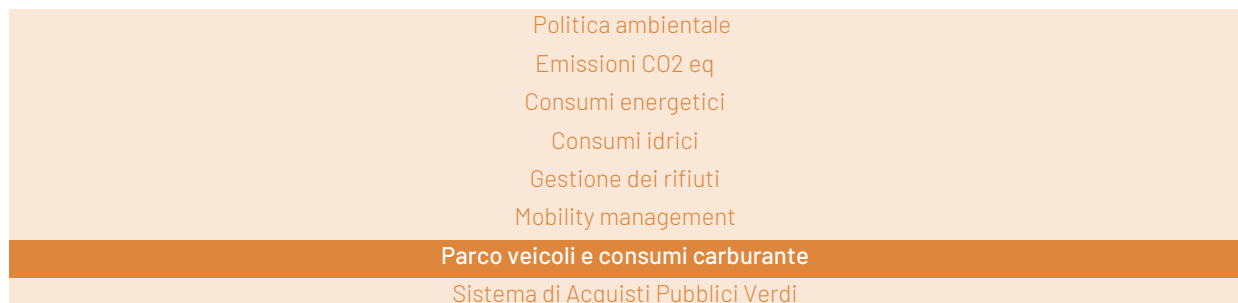 Politica ambientale
Emissioni CO2 eq
Consumi energetici
Consumi idrici
Gestione dei rifiuti
Mobility management
Parco veicoli e consumi carburante
Sistema di Acquisti Pubblici Verdi